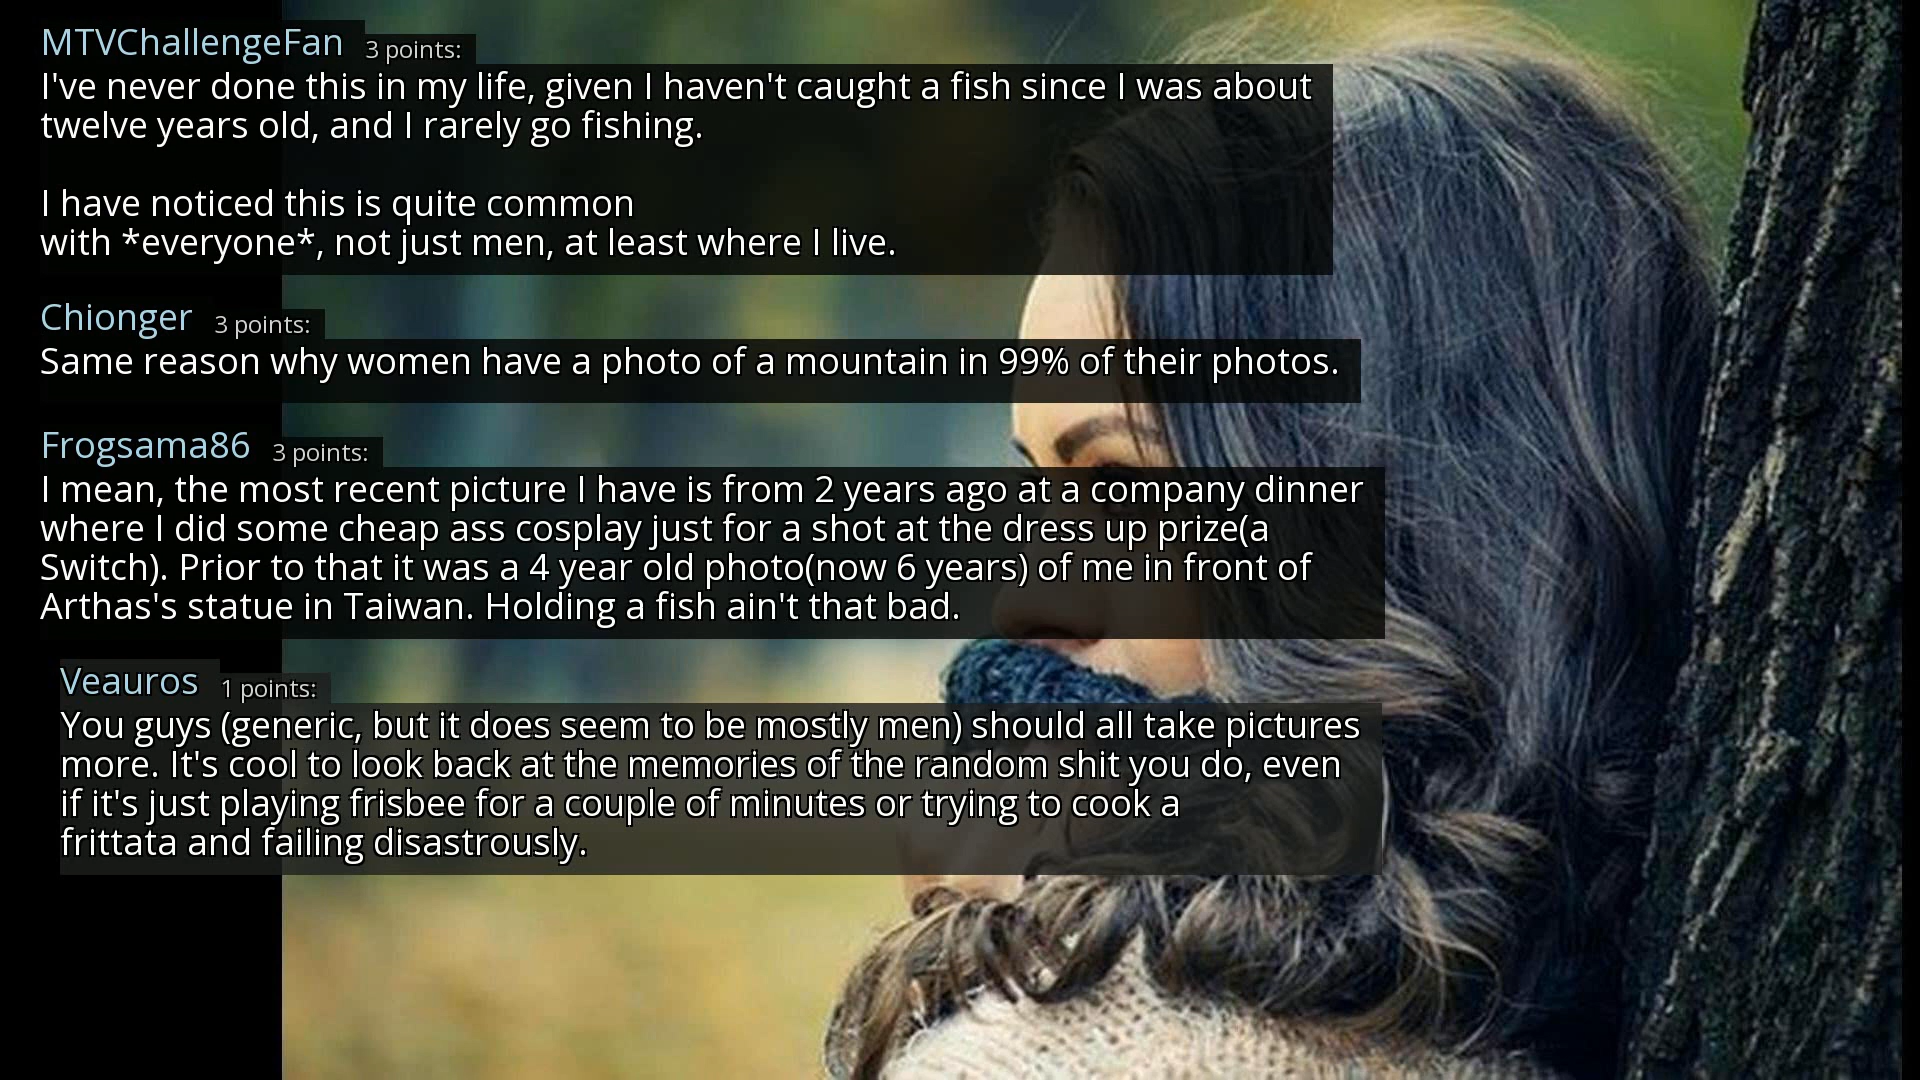 MTVChallengeFan 3 points:
I've never done this in my life, given I haven't caught a fish since I was about
twelve years old, and I rarely go fishing.
I have noticed this is quite common
with *everyone*, not just men, at least where I live.
Chionger 3 points:
Same reason why women have a photo of a mountain in 99% of their photos.
Frogsama86 3 points:
I mean, the most recent picture I have is from 2 years ago at a company dinner
where I did some cheap ass cosplay just for a shot at the dress up prize(a
Switch). Prior to that it was a 4 year old photo(now 6 years) of me in front of
Arthas's statue in Taiwan. Holding a fish ain't that bad.
Veauros 1 points:
You guys (generic, but it does seem to be mostly men) should all take pictures
more. It's cool to look back at the memories of the random shit you do, even
if it's just playing frisbee for a couple of minutes or trying to cook a
frittata and failing disastrously.